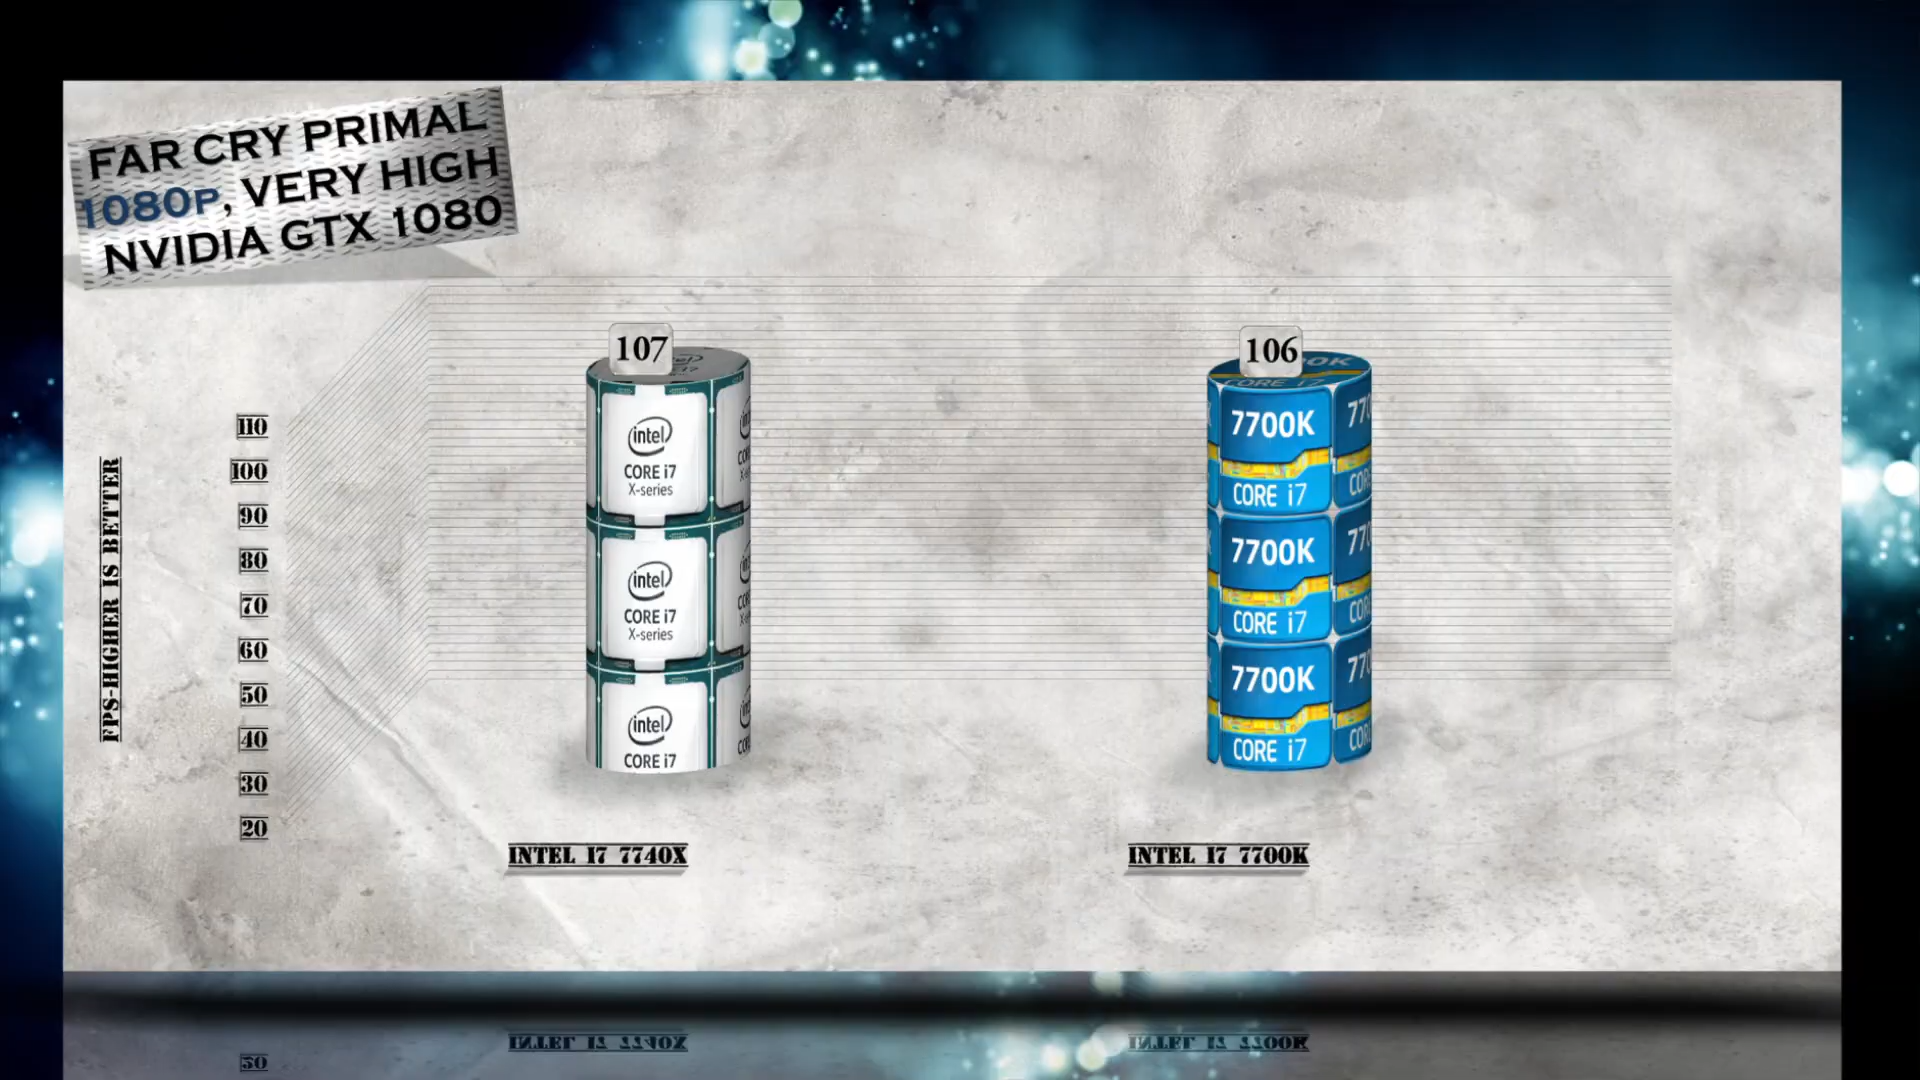 FAR CRY PRIMAL
1080P, VERY HIGH
NVIDIA GTX 1080
107
106
FPS-HIGHER IS BETTER
110
100
90
80
70
60
50
40
30
20
intel
CORE i7
X-series
intel
CORE i7
X-series
intel
CORE i7
CORE i7
7700K
CORE i7
7700K
CORE i7
7700K
CORE i7
INTEL I7 7740X
INTEL I7 7700K